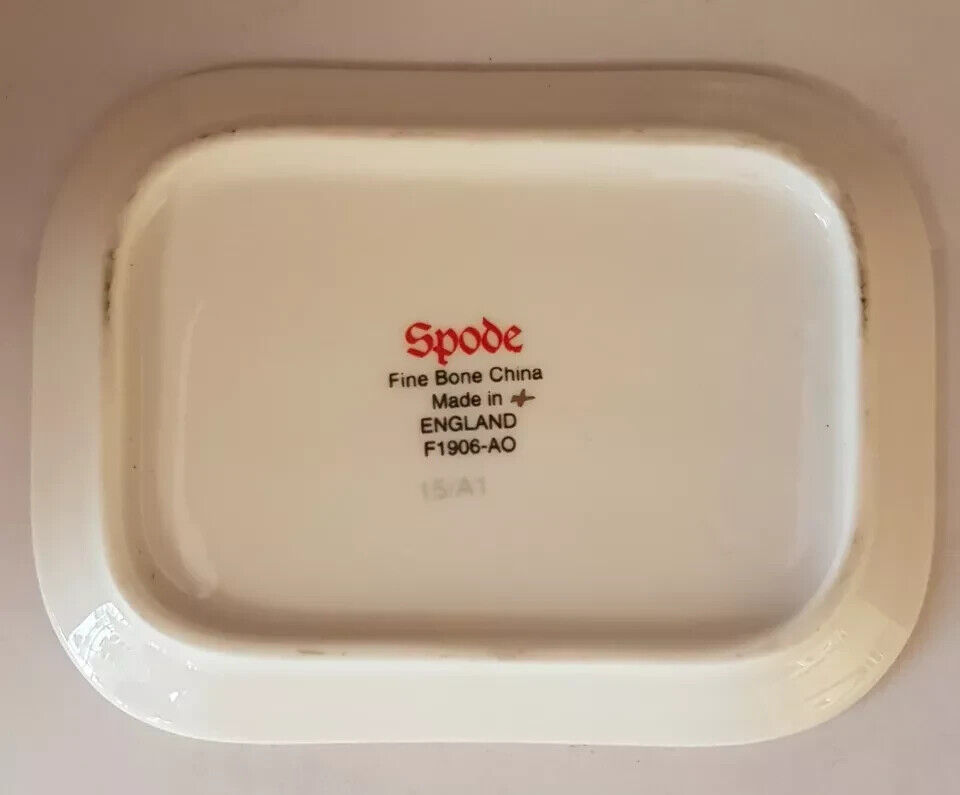 Spode
Fine Bone China
Made in
ENGLAND
F1906-AO
15/A1